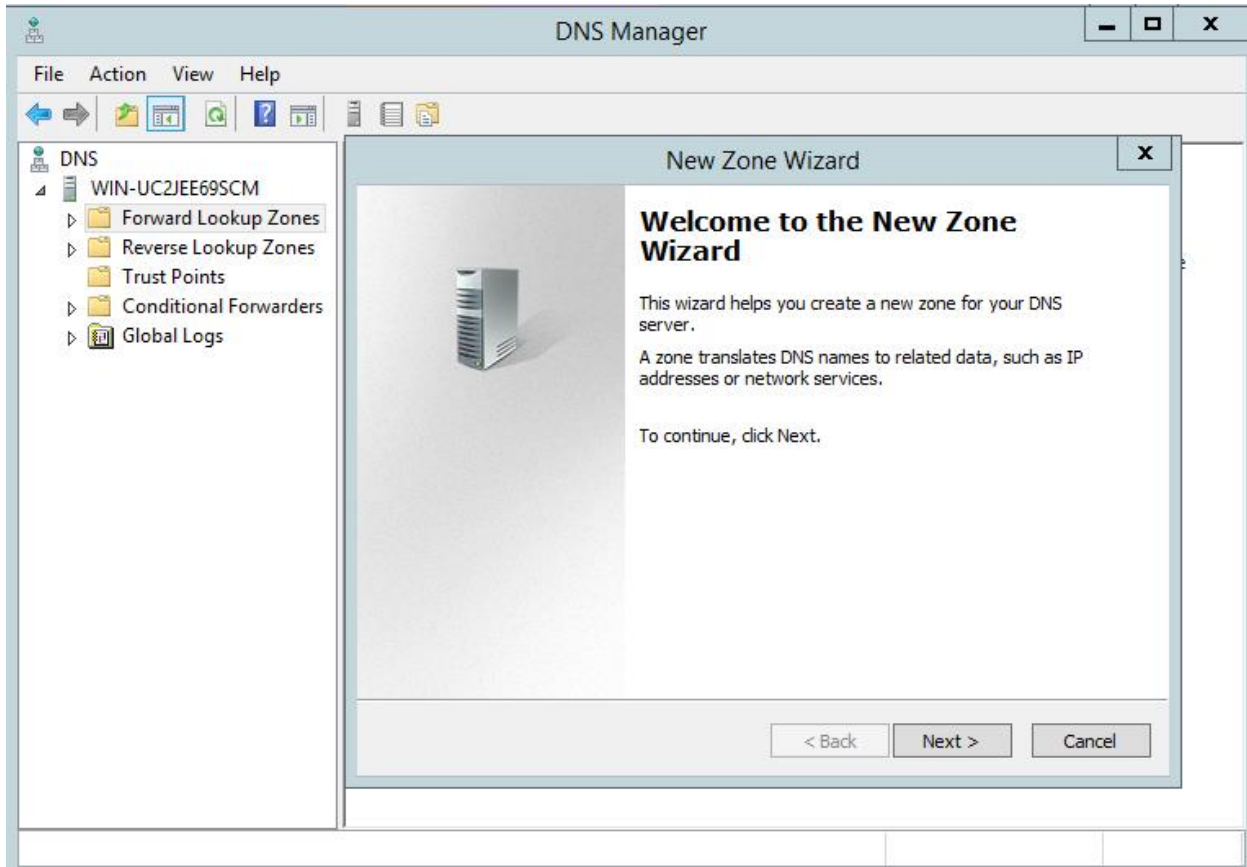 DNS Manager
File Action View Help
DNS
WIN-UC2JEE69SCM
Forward Lookup Zones
Reverse Lookup Zones
Trust Points
Conditional Forwarders
Global Logs
New Zone Wizard
Welcome to the New Zone
Wizard
This wizard helps you create a new zone for your DNS
server.
A zone translates DNS names to related data, such as IP
addresses or network services.
To continue, click Next.
< Back Next > Cancel